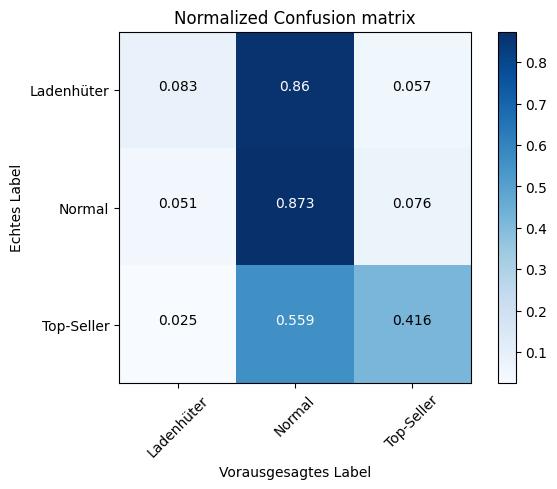 Normalized Confusion matrix
Echtes Label
Ladenhüter
0.083 0.86 0.057
Normal
0.051 0.873 0.076
Top-Seller
0.025 0.559 0.416
Ladenhüter Normal Top-Seller
Vorausgesagtes Label
0.8
0.7
0.6
0.5
0.4
0.3
0.2
0.1